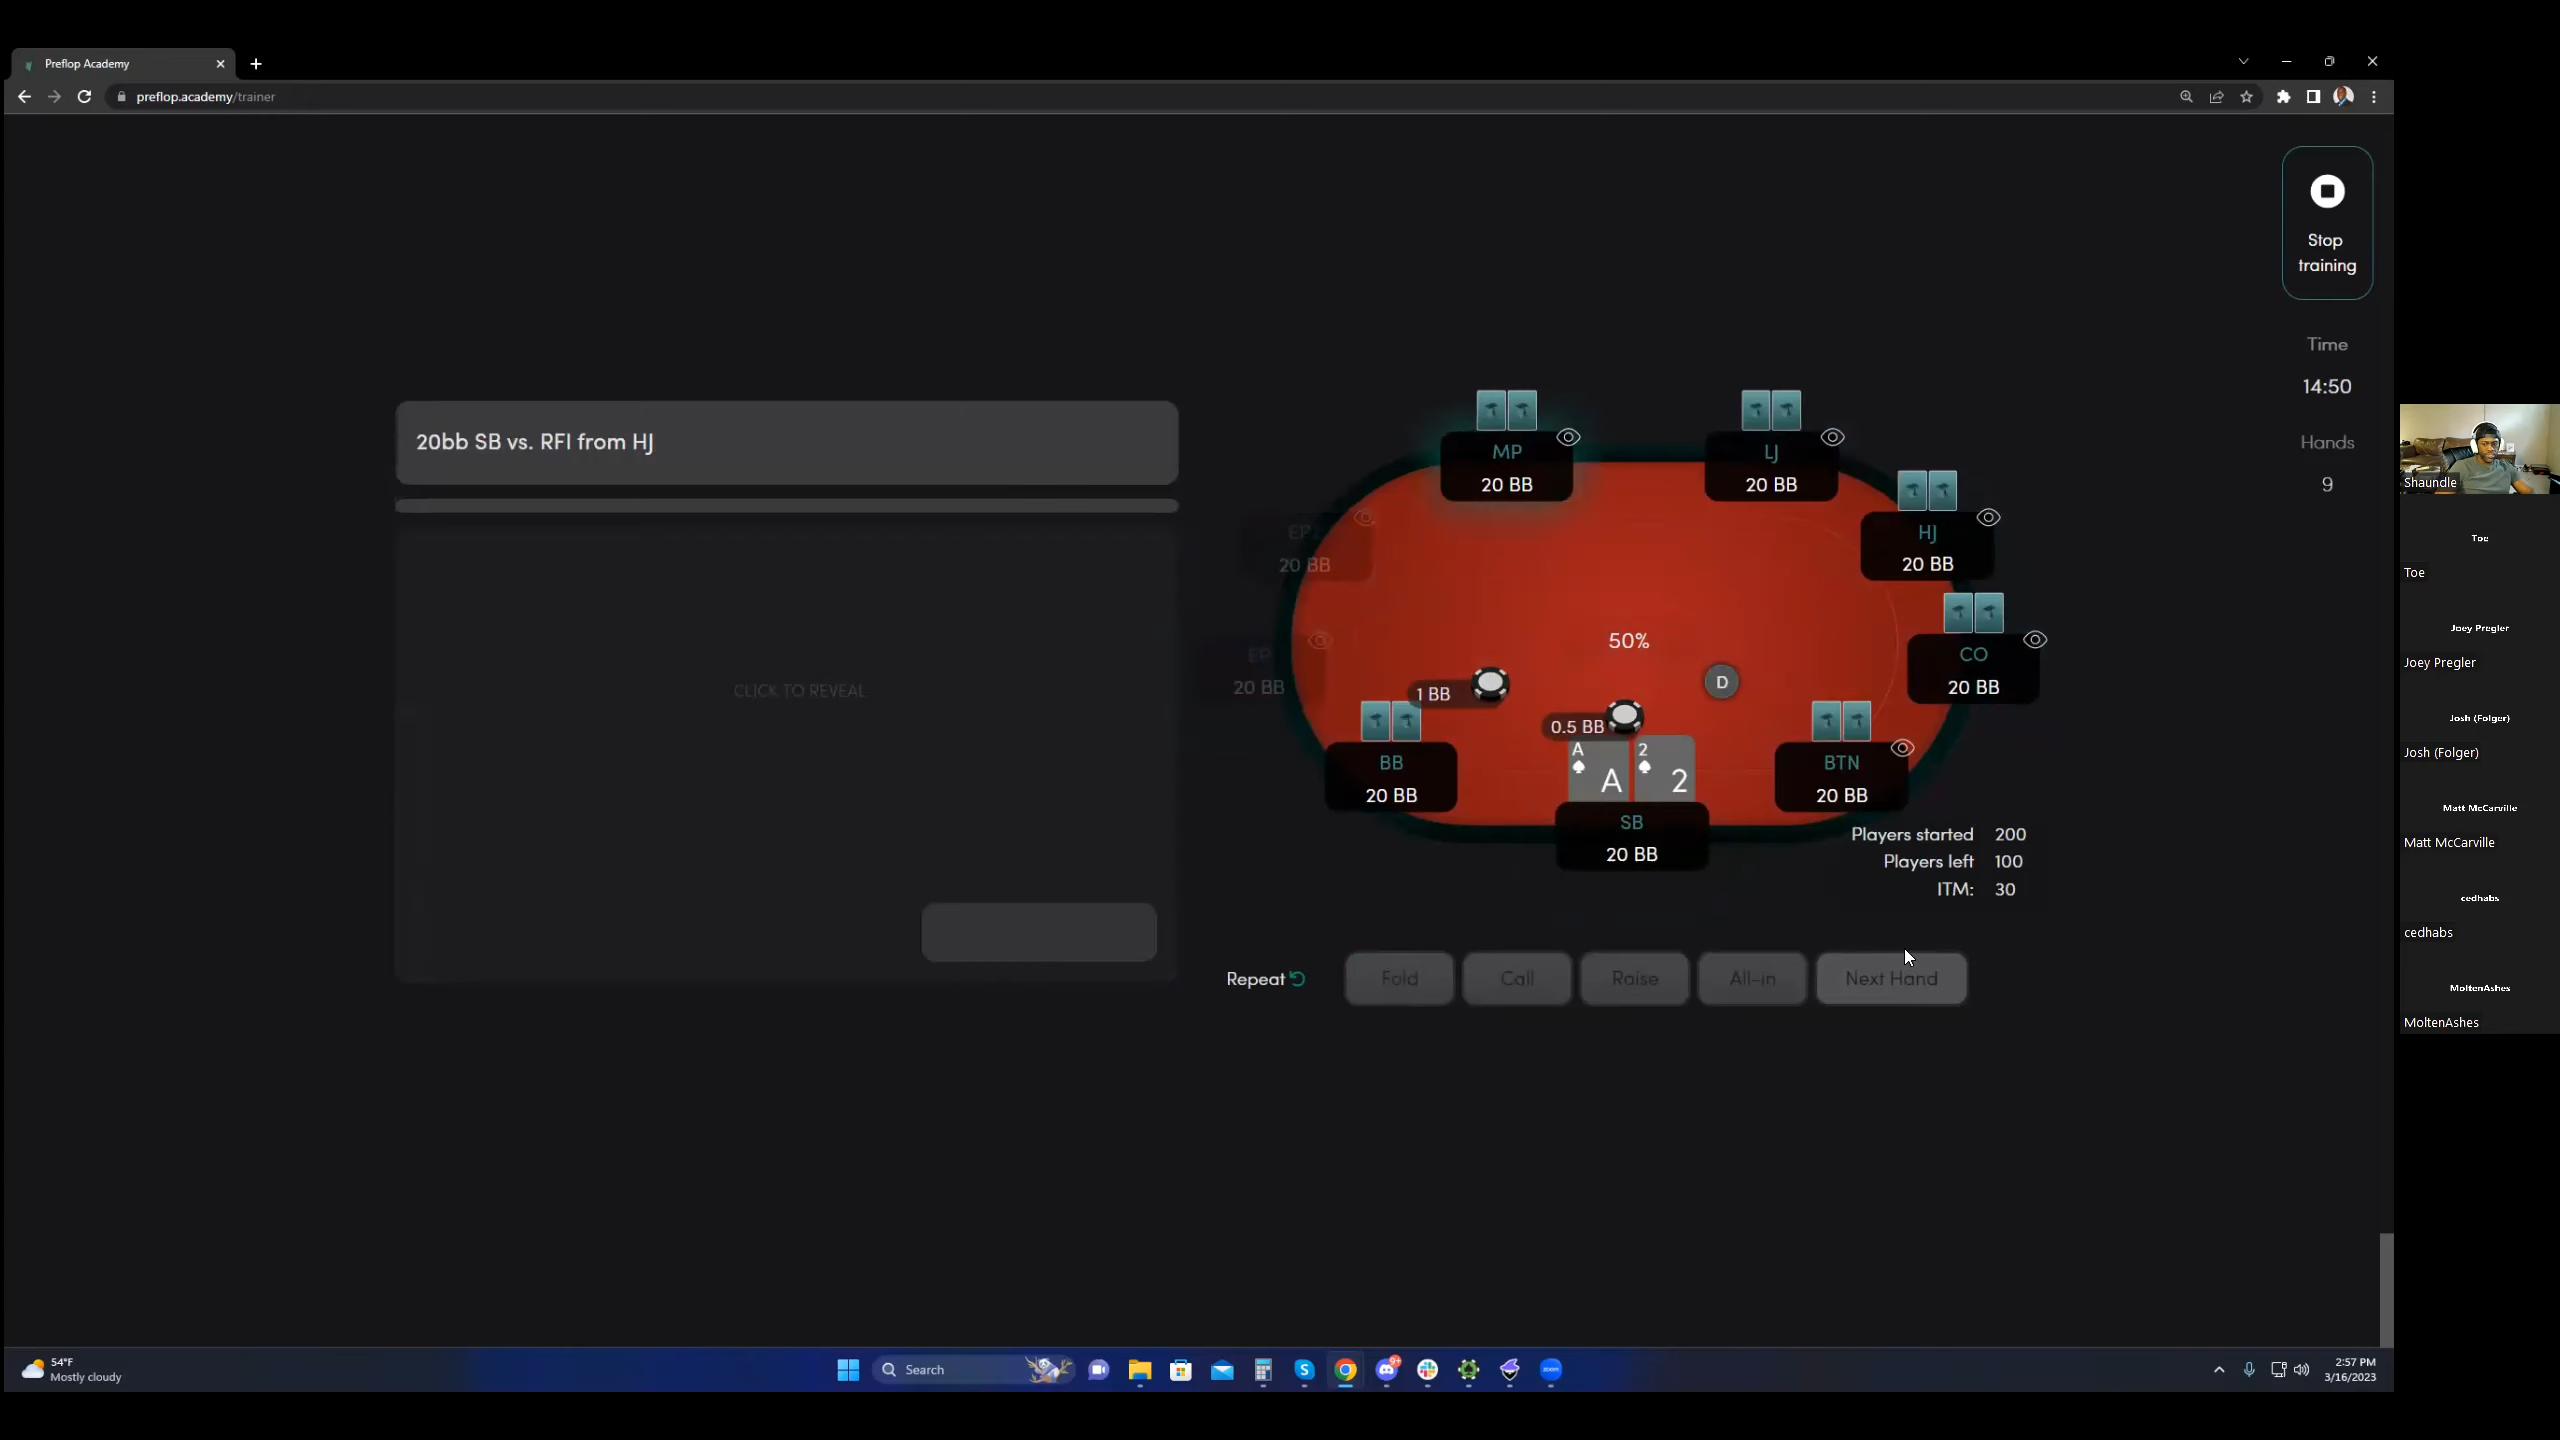 Preflop Academy
preflop.academy/trainer
Stop
training
Time
14:50
Hands
9
20bb SB vs. RFI from HJ
CLICK TO REVEAL
MP
20 BB
LJ
20 BB
HJ
20 BB
EP
20 BB
EP
20 BB
CO
20 BB
50%
D
1 BB
0.5 BB
BB
20 BB
A
A
2
2
SB
20 BB
BTN
20 BB
Players started 200
Players left 100
ITM: 30
Repeat
Fold
Call
Raise
All-in
Next Hand
Shaundle
Toe
Toe
Joey Pregler
Joey Pregler
Josh (Folger)
Josh (Folger)
Matt McCarville
Matt McCarville
cedhabs
cedhabs
MoltenAshes
MoltenAshes
54°F
Mostly cloudy
Search
9+
zoom
2:57 PM
3/16/2023